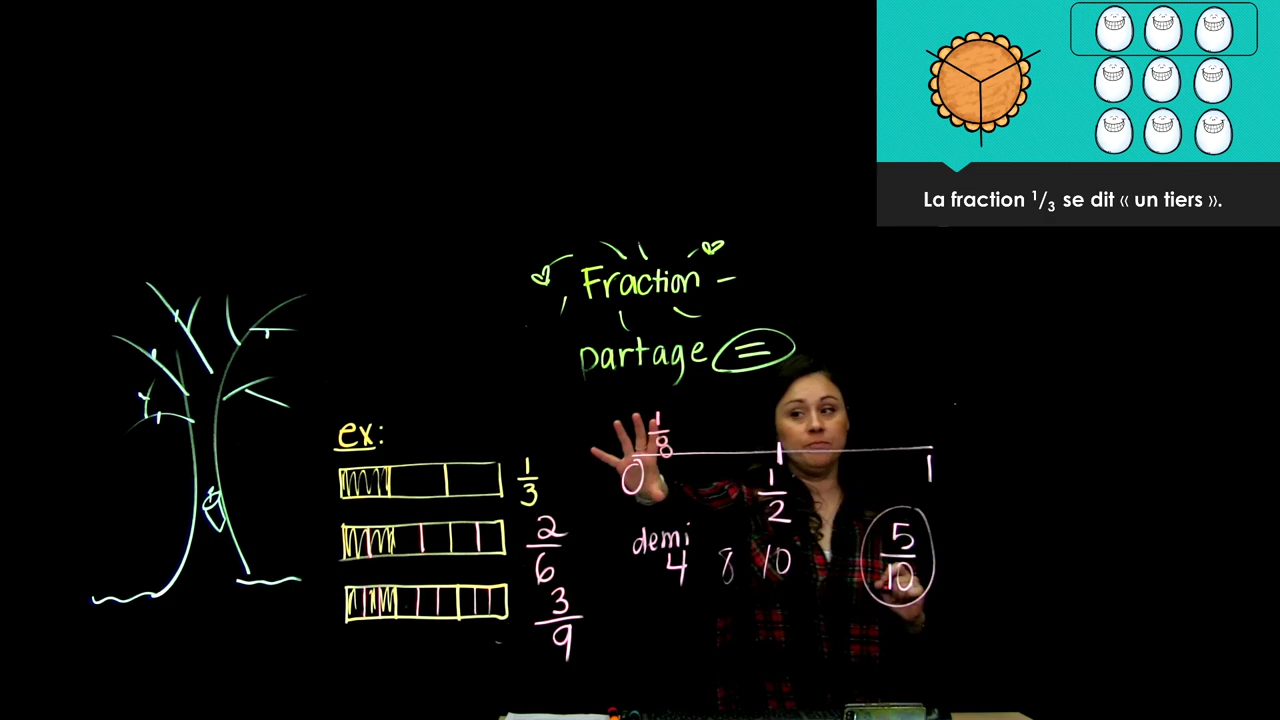 La fraction 1/3 se dit « un tiers ».
Fraction
partage =
ex:
1/3
2/6
3/9
1/8
0
1/2
1
demi
4 8 10
5/10